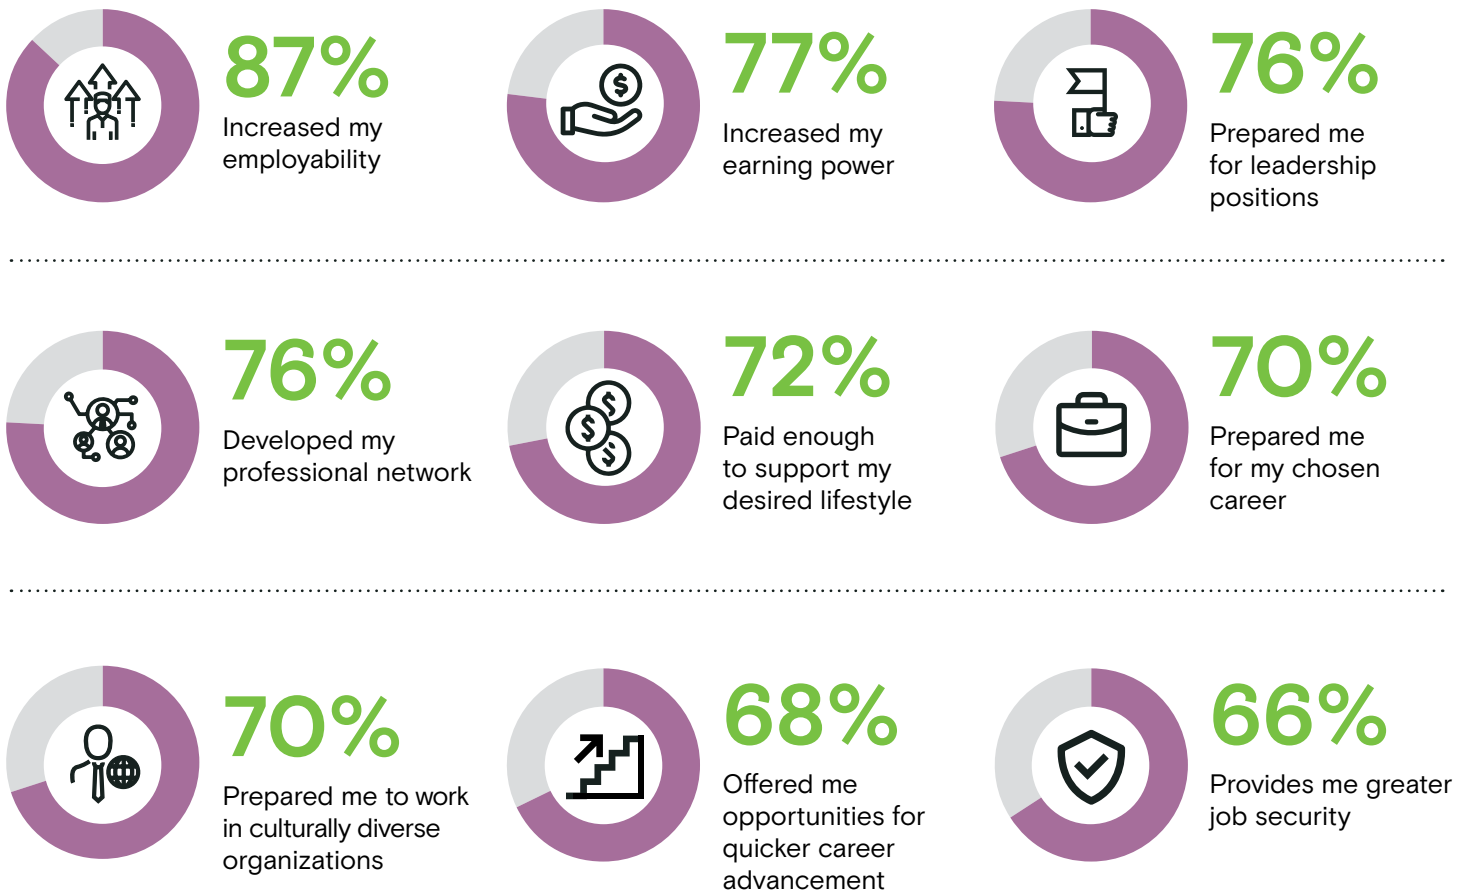 87%
Increased my
employability
77%
Increased my
earning power
76%
Prepared me
for leadership
positions
76%
Developed my
professional network
72%
Paid enough
to support my
desired lifestyle
70%
Prepared me
for my chosen
career
70%
Prepared me to work
in culturally diverse
organizations
68%
Offered me
opportunities for
quicker career
advancement
66%
Provides me greater
job security